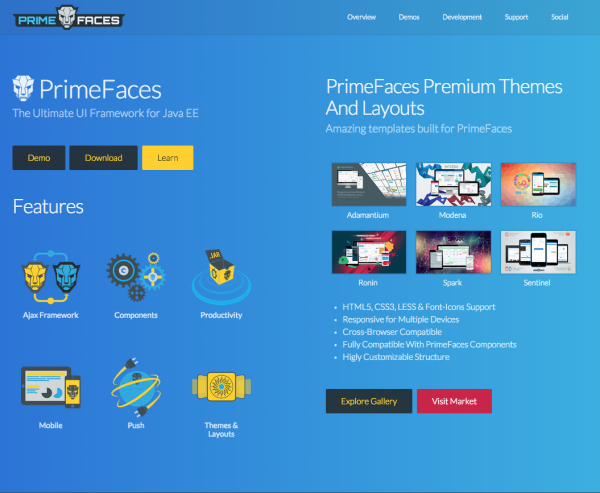 PRIME FACES
Overview Demos Development Support Social
PrimeFaces
The Ultimate UI Framework for Java EE
Demo Download Learn
Features
JAR
Ajax Framework Components Productivity
Mobile Push Themes &
Layouts
PrimeFaces Premium Themes
And Layouts
Amazing templates built for PrimeFaces
Adamantium Modena Rio
Ronin Spark Sentinel
HTML5, CSS3, LESS & Font-Icons Support
Responsive for Multiple Devices
Cross-Browser Compatible
Fully Compatible With PrimeFaces Components
Higly Customizable Structure
Explore Gallery Visit Market